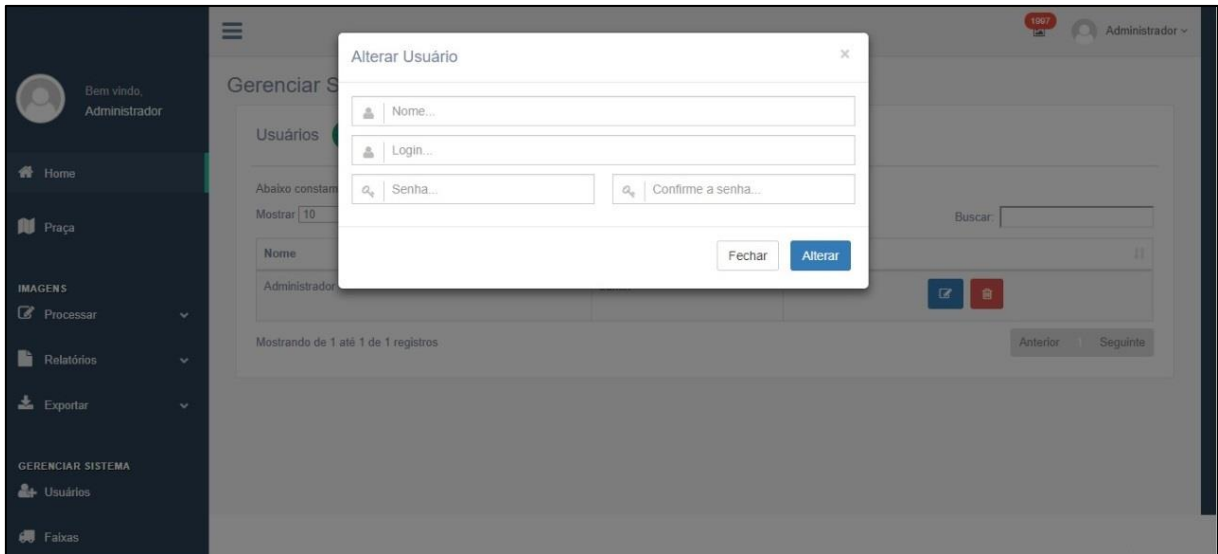 1997
Administrador
Bem vindo,
Administrador
Home
Praça
IMAGENS
Processar
Relatórios
Exportar
GERENCIAR SISTEMA
Usuários
Faixas
Gerenciar S
Usuários
Abaixo constam
Mostrar 10
Buscar:
Nome
Administrador
Mostrando de 1 até 1 de 1 registros
Anterior 1 Seguinte
Alterar Usuário
×
Nome...
Login...
Senha... Confirme a senha...
Fechar Alterar